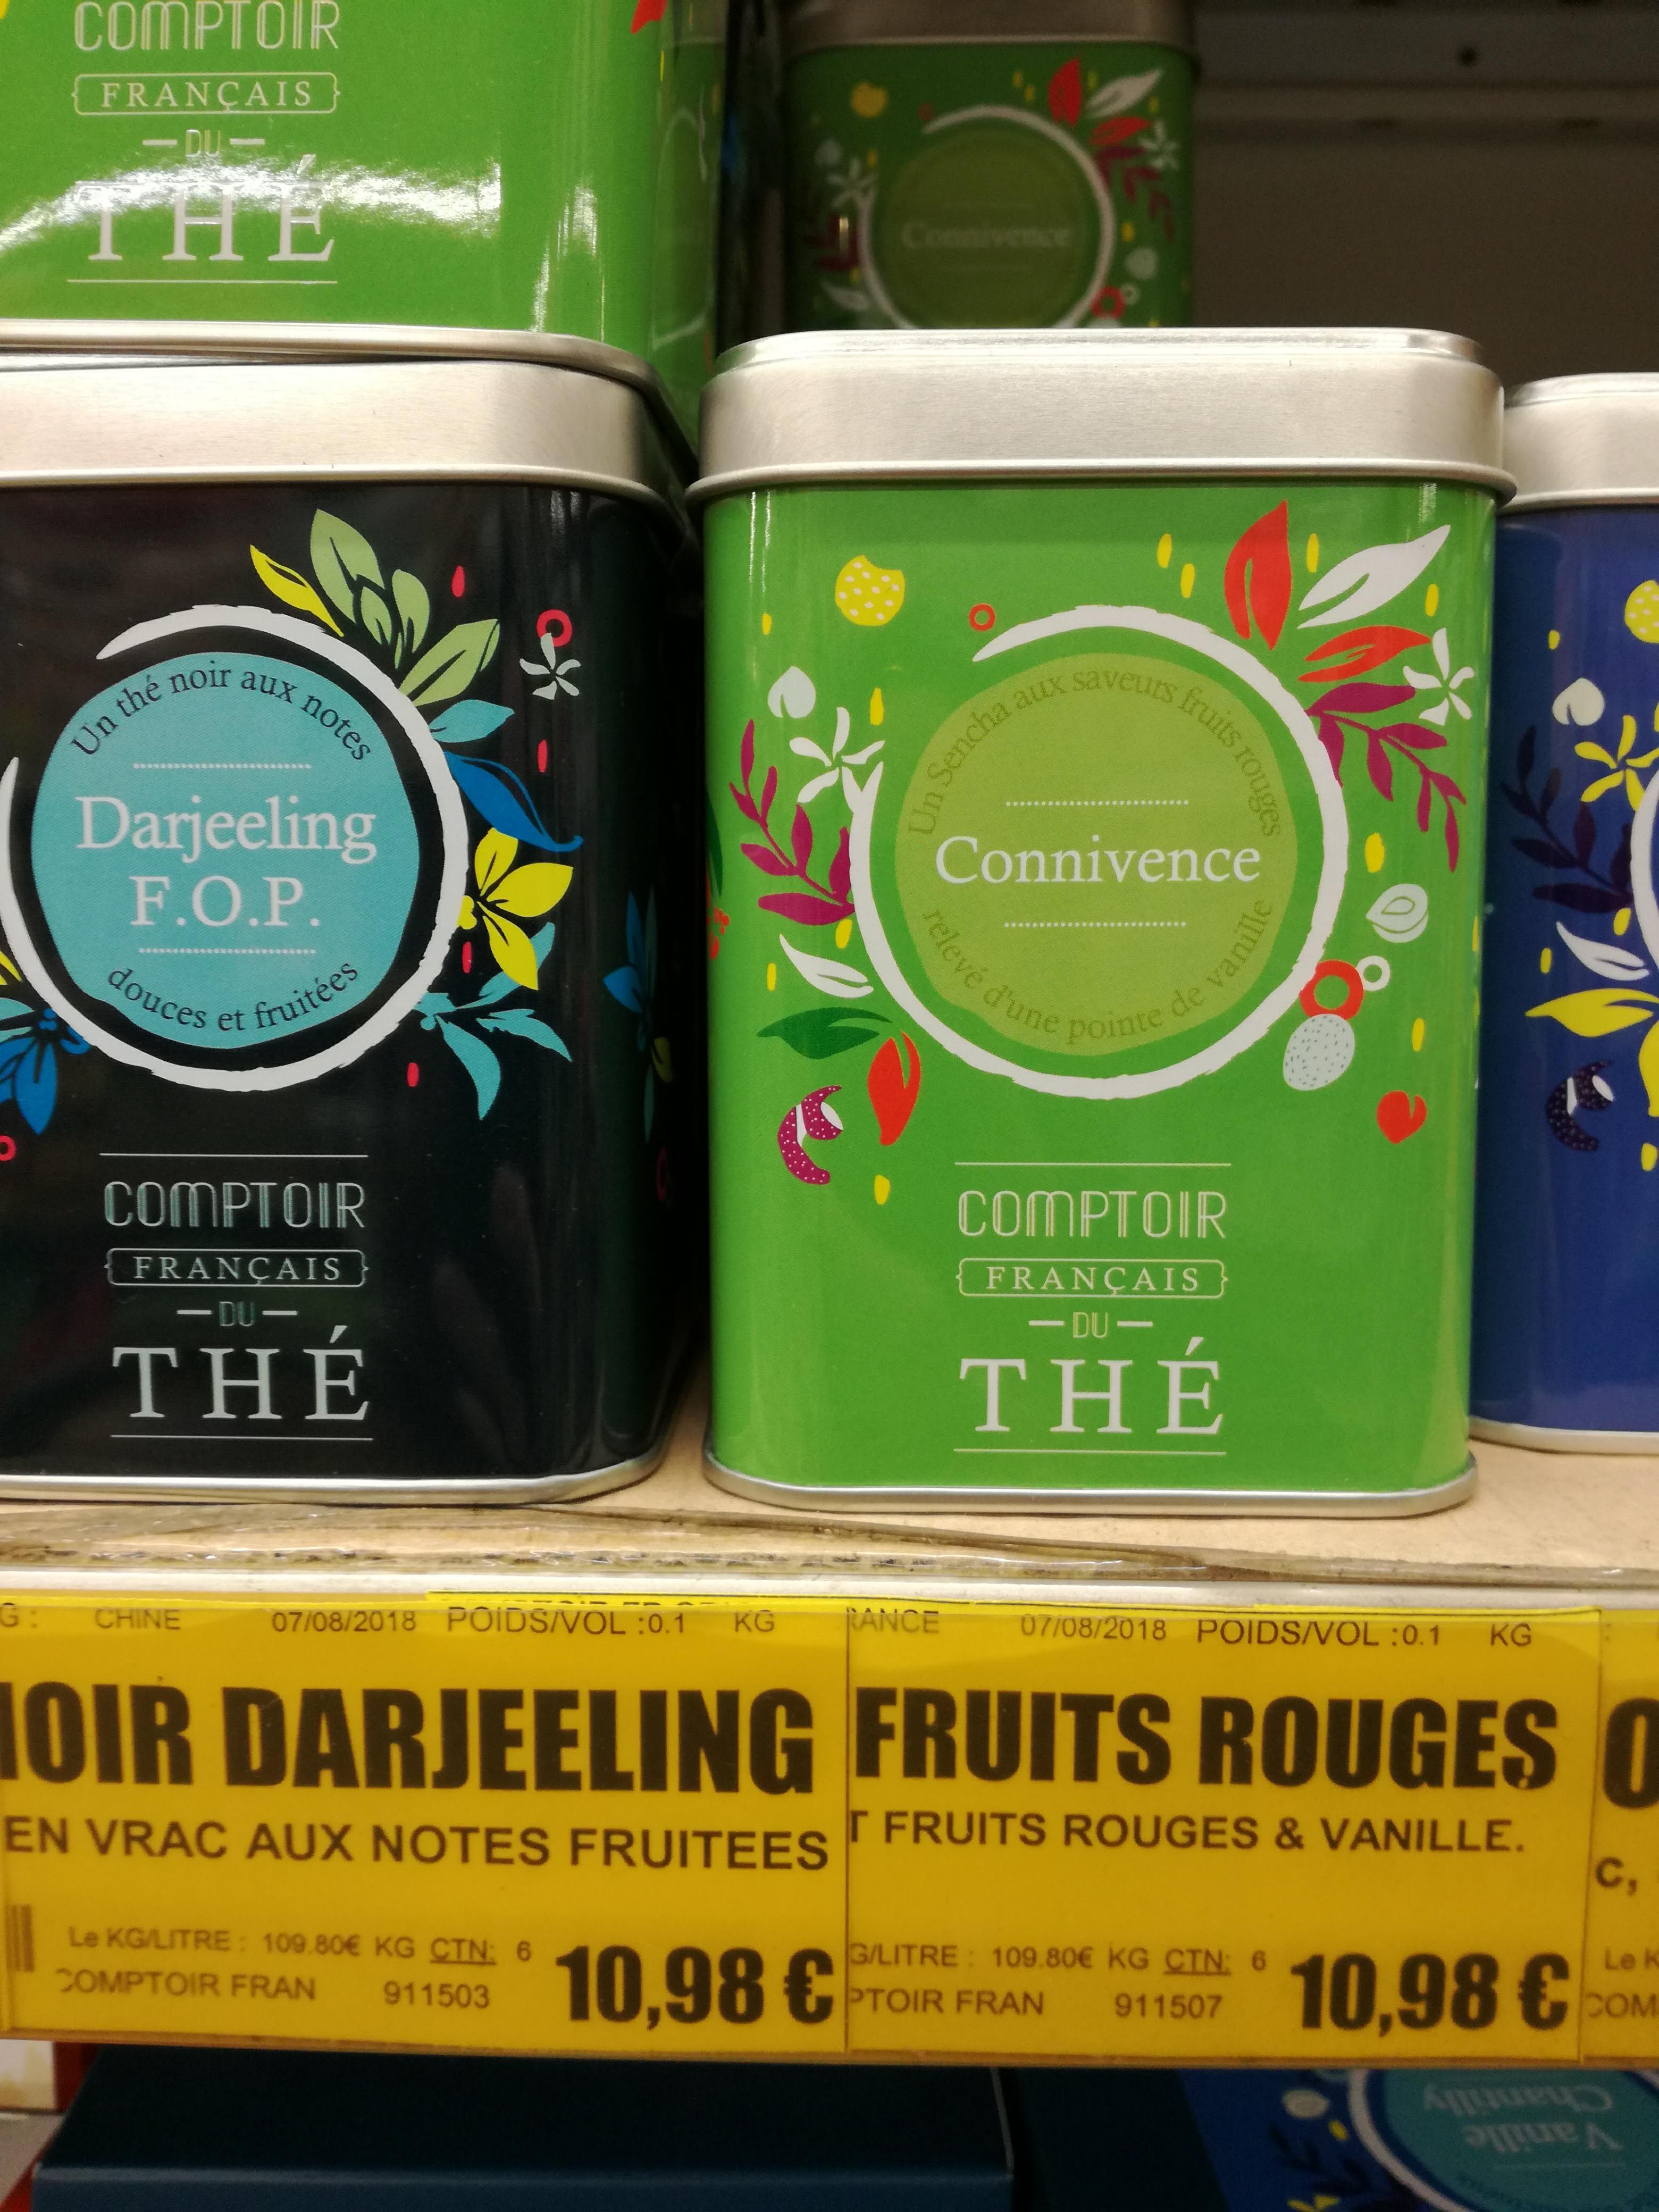 COMPTOIR
FRANÇAIS
DU
THÉ
Connivence
Un thé noir aux notes
Darjeeling
F.O.P.
douces et fruitées
COMPTOIR
FRANÇAIS
DU
THÉ
Un Sencha aux saveurs fruits rouges
Connivence
relevé d'une pointe de vanille
COMPTOIR
FRANÇAIS
DU
THÉ
G : CHINE 07/08/2018 POIDS/VOL :0.1 KG
NOIR DARJEELING
EN VRAC AUX NOTES FRUITEES
Le KG/LITRE : 109.80€ KG CTN: 6
COMPTOIR FRAN 911503
10,98 €
RANCE 07/08/2018 POIDS/VOL :0.1 KG
FRUITS ROUGES
T FRUITS ROUGES & VANILLE.
G/LITRE : 109.80€ KG CTN: 6
PTOIR FRAN 911507
10,98 €
O
C,
Le K
COM
Vanille
Chantilly